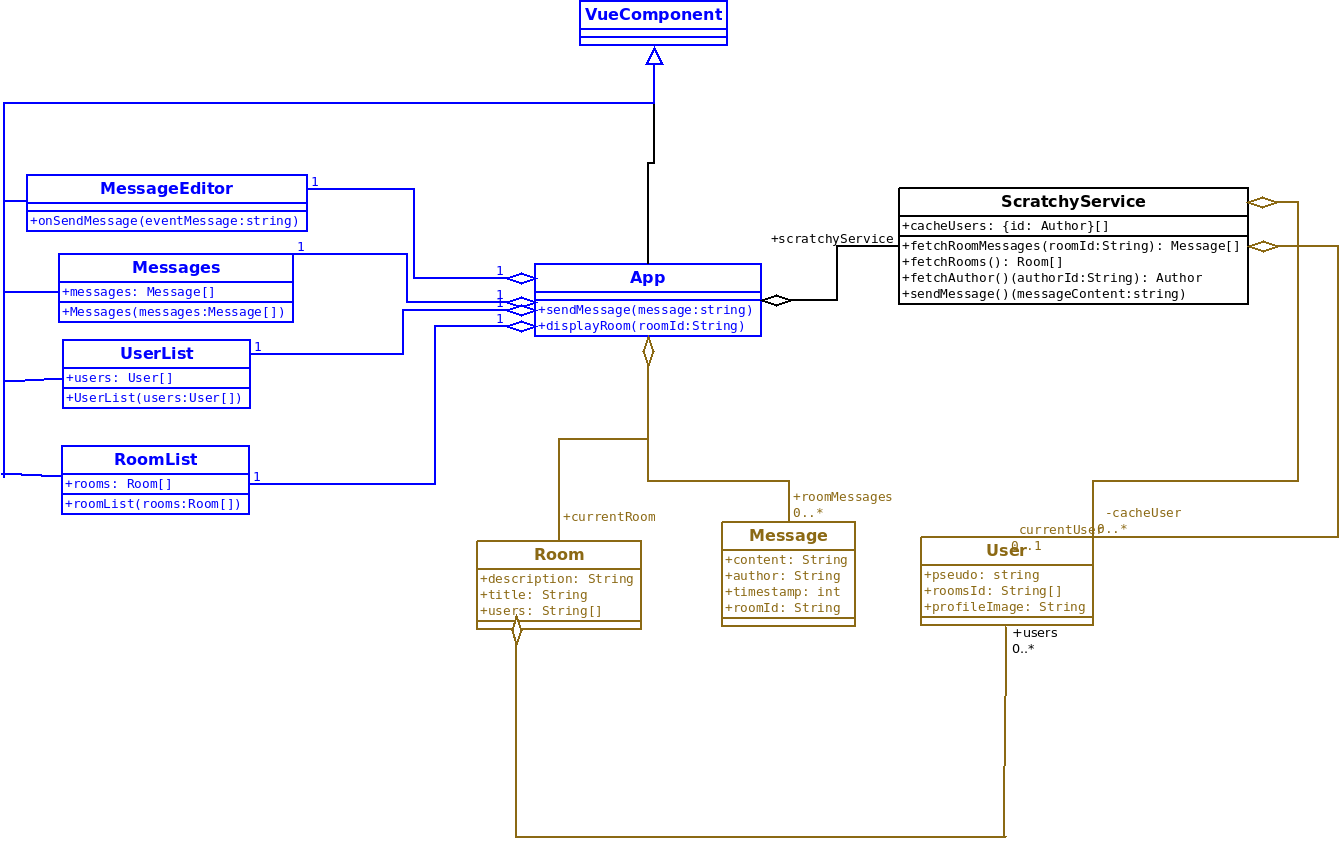 VueComponent
MessageEditor
+onSendMessage(eventMessage:string)
1
Messages
+messages: Message[]
+Messages(messages:Message[])
1
UserList
+users: User[]
+UserList(users:User[])
1
RoomList
+rooms: Room[]
+roomList(rooms:Room[])
1
1
1
1
1
App
+sendMessage(message:string)
+displayRoom(roomId:String)
+scratchyService
ScratchyService
+cacheUsers: {id: Author}[]
+fetchRoomMessages(roomId:String): Message[]
+fetchRooms(): Room[]
+fetchAuthor()(authorId:String): Author
+sendMessage()(messageContent:string)
+currentRoom
Room
+description: String
+title: String
+users: String[]
+roomMessages
0..*
Message
+content: String
+author: String
+timestamp: int
+roomId: String
-cacheUser
0..*
currentUser
0..1
User
+pseudo: string
+roomsId: String[]
+profileImage: String
+users
0..*